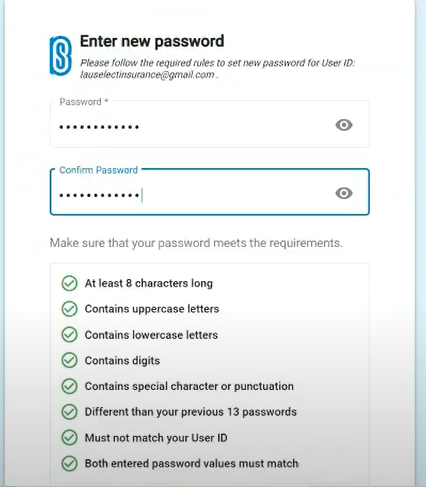 Enter new password
Please follow the required rules to set new password for User ID:
lauselectinsurance@gmail.com .
Password *
••••••••••••
Confirm Password
••••••••••••
Make sure that your password meets the requirements.
At least 8 characters long
Contains uppercase letters
Contains lowercase letters
Contains digits
Contains special character or punctuation
Different than your previous 13 passwords
Must not match your User ID
Both entered password values must match